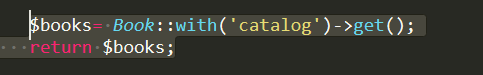 $books= Book::with('catalog')->get();
return $books;